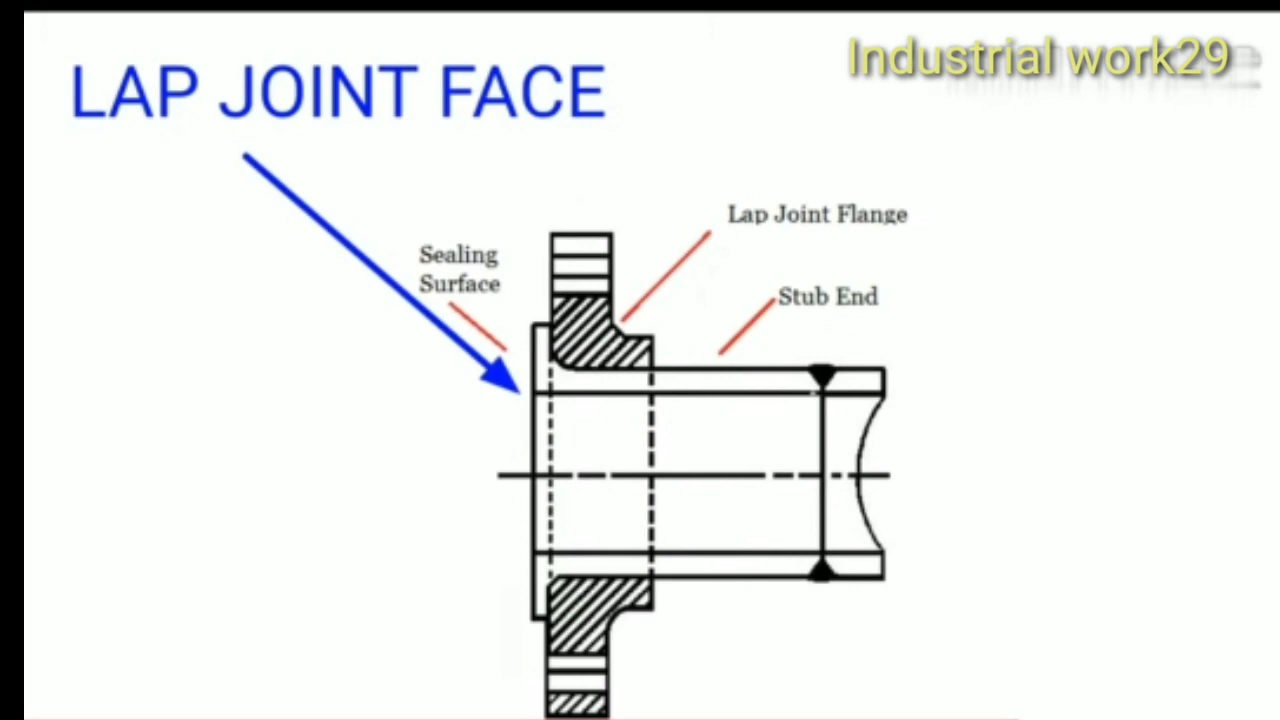 Industrial work29
LAP JOINT FACE
Lap Joint Flange
Sealing
Surface
Stub End